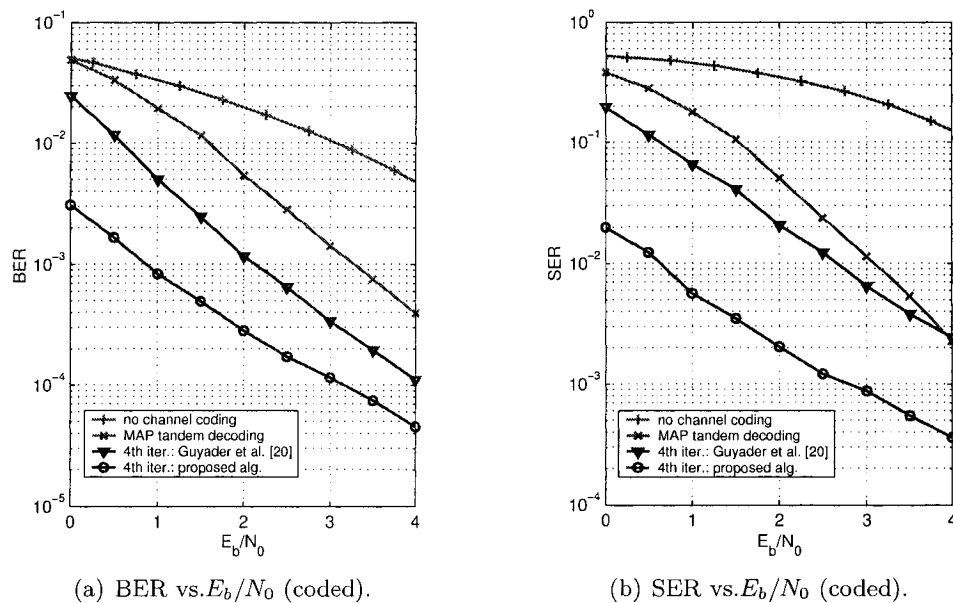 10⁻¹
10⁻²
10⁻³
10⁻⁴
10⁻⁵
BER
no channel coding
MAP tandem decoding
4th iter.: Guyader et al. [20]
4th iter.: proposed alg.
0 1 2 3 4
E_b/N_0
(a) BER vs.E_b/N_0 (coded).
10⁰
10⁻¹
10⁻²
10⁻³
10⁻⁴
SER
no channel coding
MAP tandem decoding
4th iter.: Guyader et al. [20]
4th iter.: proposed alg.
0 1 2 3 4
E_b/N_0
(b) SER vs.E_b/N_0 (coded).